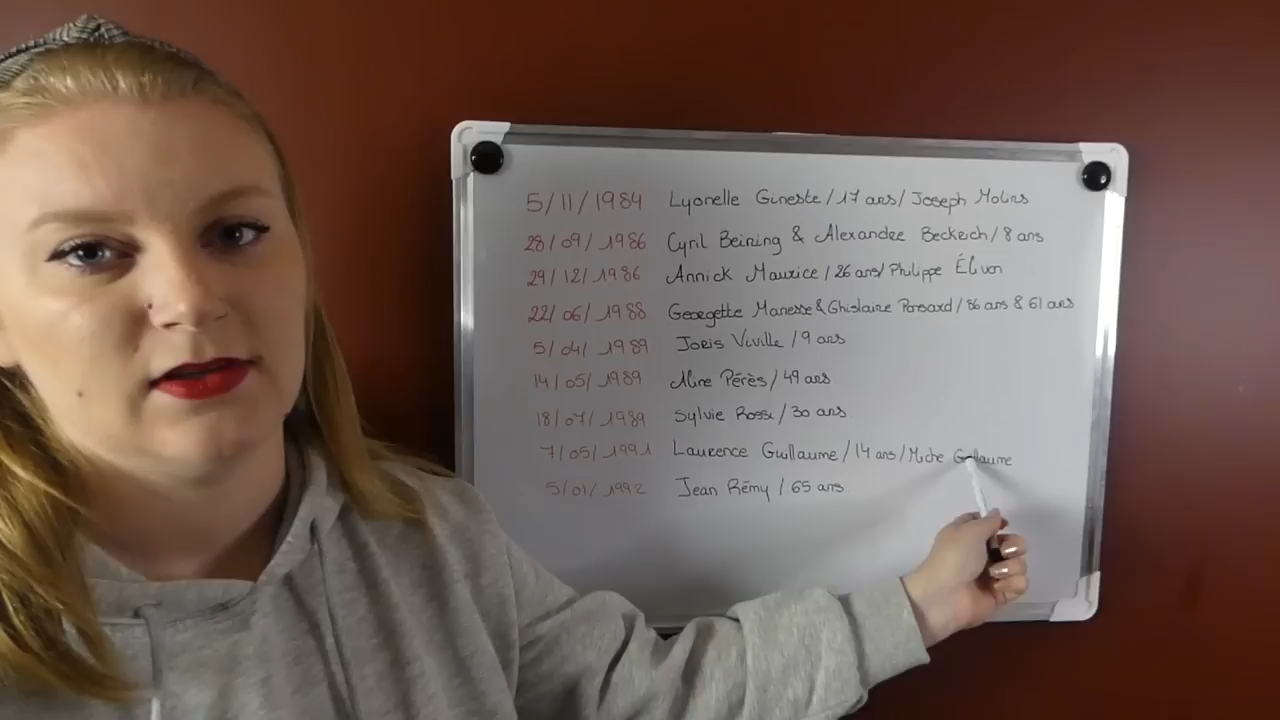 5/11/1984 Lyonelle Gineste/17 ans/Joseph Molins
28/09/1986 Cyril Beining & Alexandre Beckrich/8 ans
29/12/1986 Annick Maurice/26 ans/Philippe
22/06/1988 Georgette Manesse & Ghislaine Ponsard/86 ans & 61 ans
5/04/1989 Joris Viville/9 ans
14/05/1989 Aline Pérès/49 ans
18/07/1989 Sylvie Rossi/30 ans
7/05/1991 Laurence Guillaume/14 ans/ Guillaume
5/01/1992 Jean Rémy/65 ans